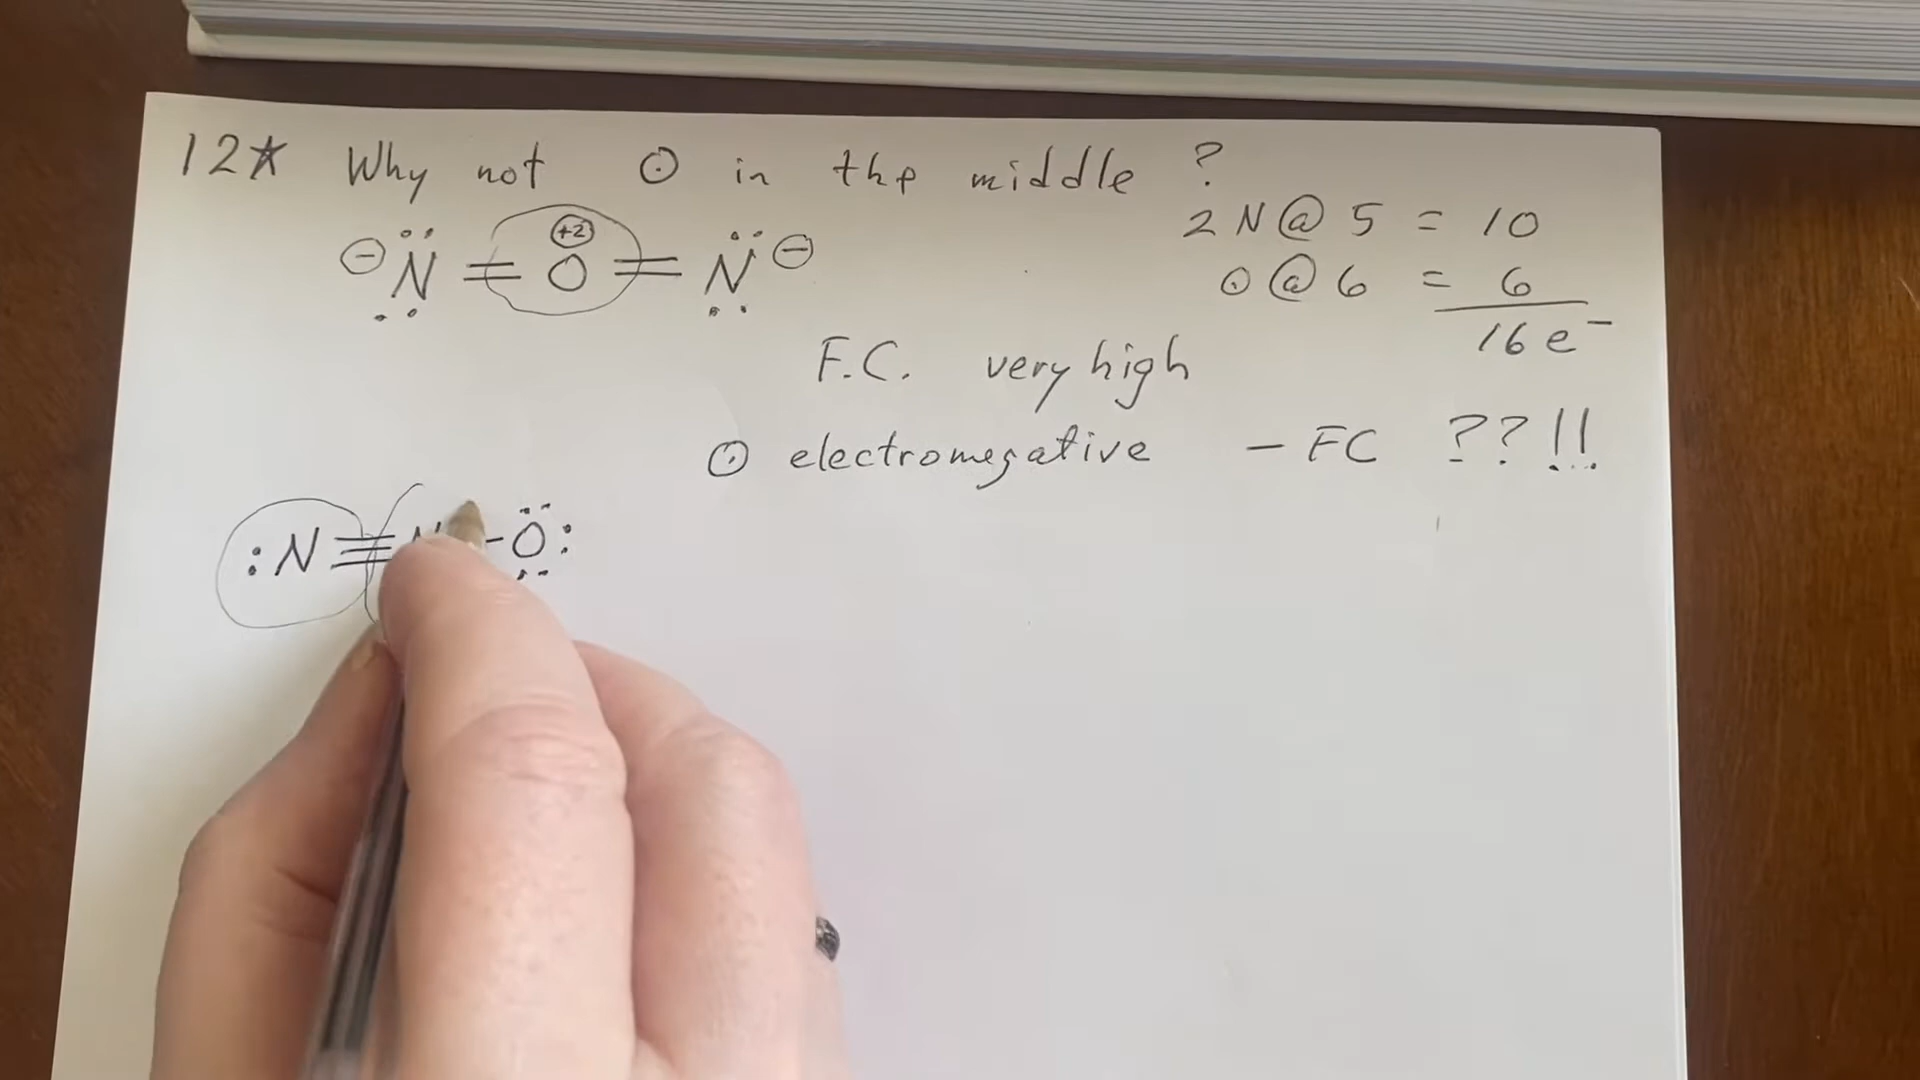 12* Why not O in the middle ?
⊖ N̈ = O = N̈ ⊖
+2
2 N @ 5 = 10
O @ 6 = 6
16 e⁻
F.C. very high
O electronegative – FC ??!!
:N≡N–O: